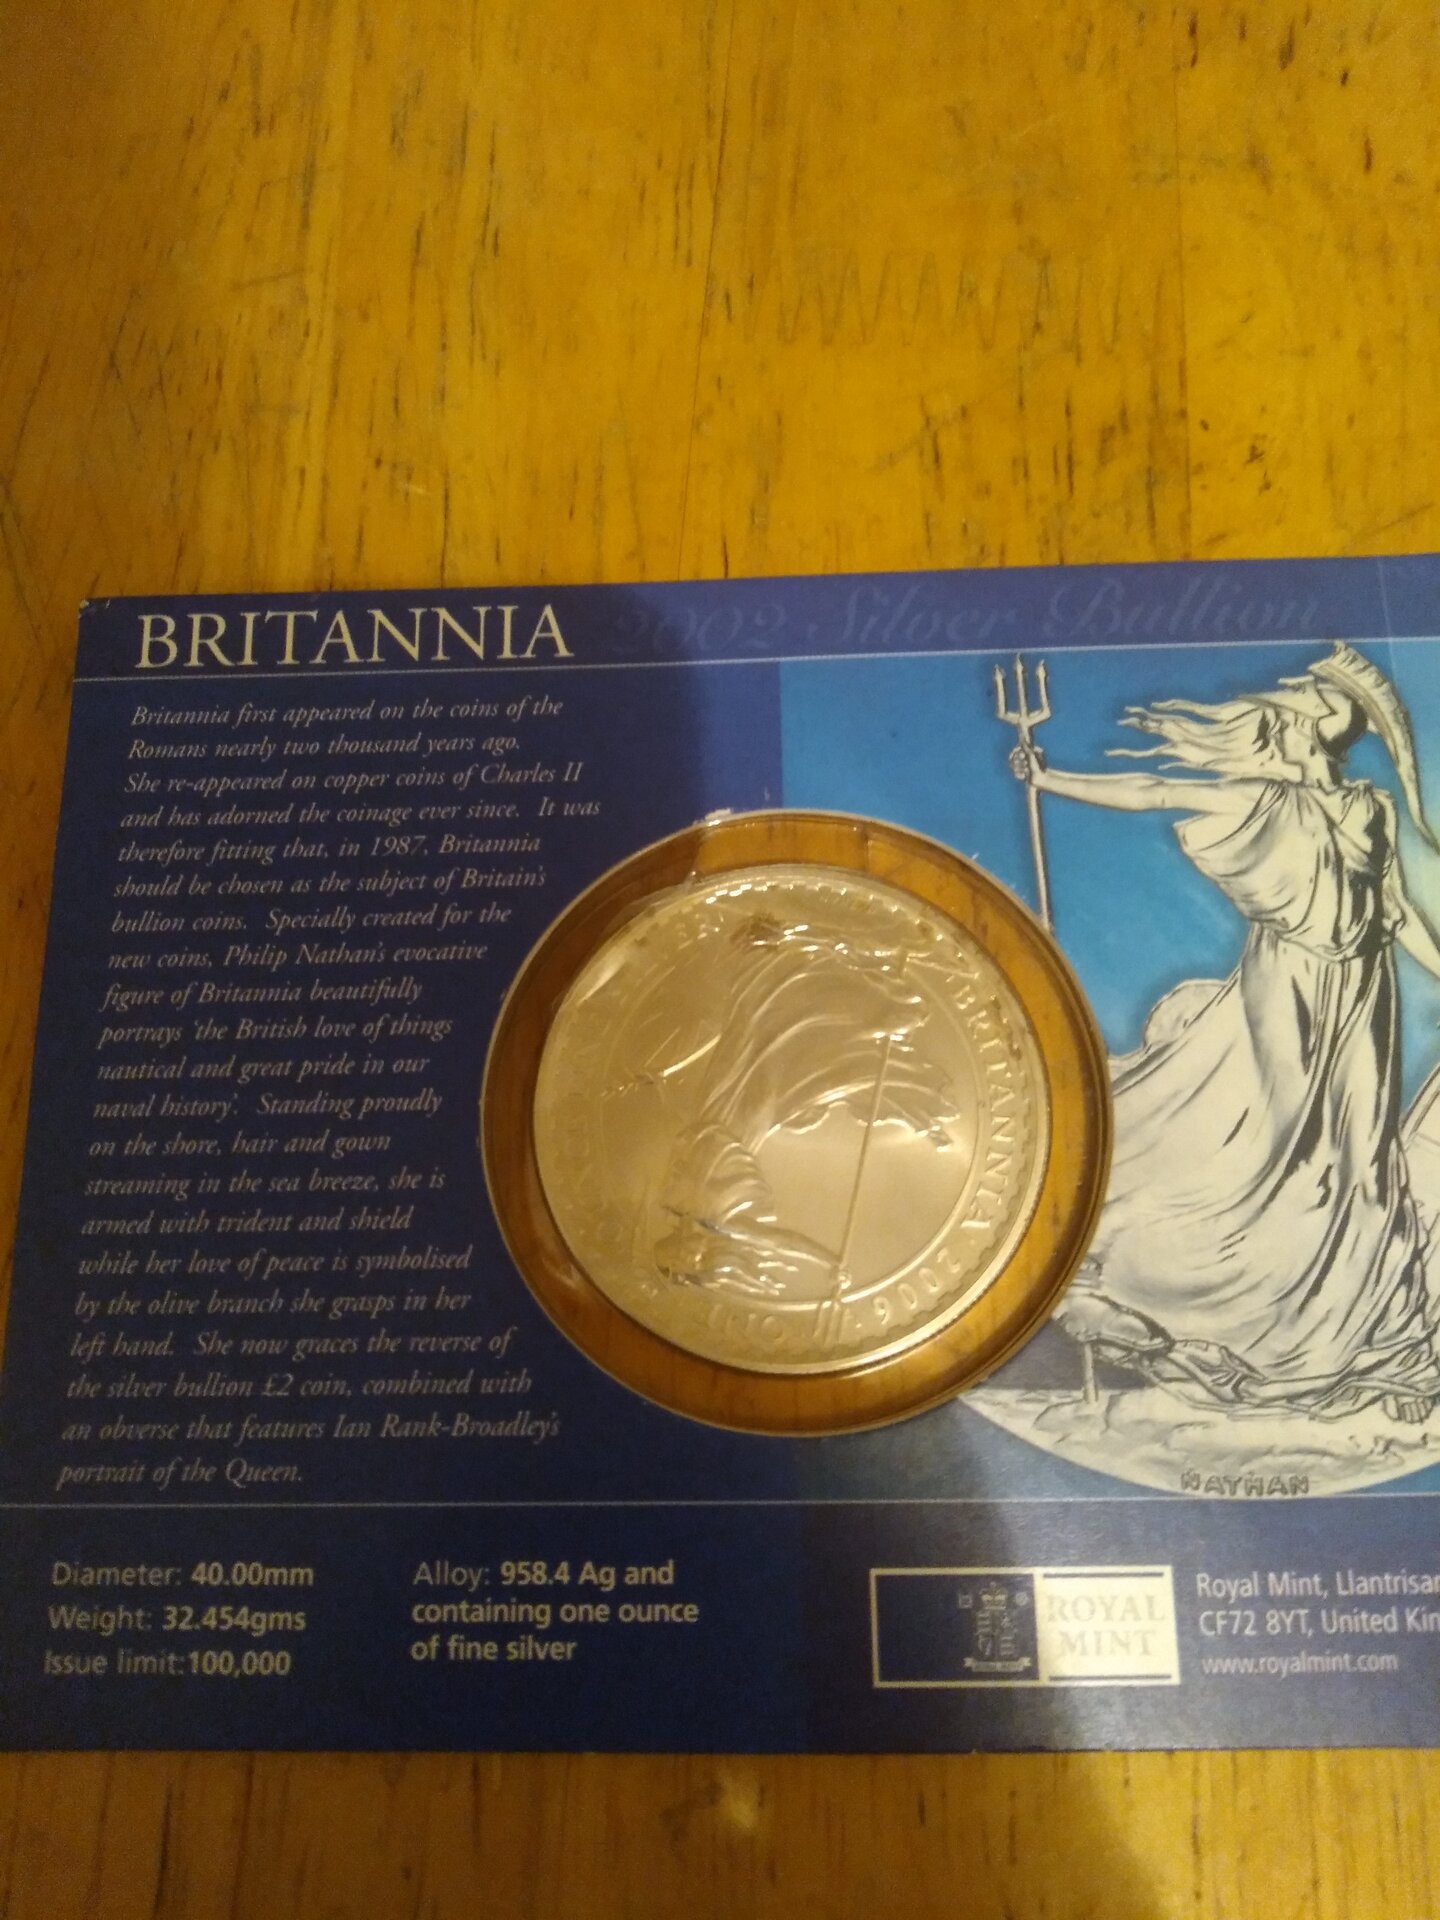 BRITANNIA
2002 Silver Bullion
Britannia first appeared on the coins of the
Romans nearly two thousand years ago.
She re-appeared on copper coins of Charles II
and has adorned the coinage ever since. It was
therefore fitting that, in 1987, Britannia
should be chosen as the subject of Britain's
bullion coins. Specially created for the
new coins, Philip Nathan's evocative
figure of Britannia beautifully
portrays 'the British love of things
nautical and great pride in our
naval history'. Standing proudly
on the shore, hair and gown
streaming in the sea breeze, she is
armed with trident and shield
while her love of peace is symbolised
by the olive branch she grasps in her
left hand. She now graces the reverse of
the silver bullion £2 coin, combined with
an obverse that features Ian Rank-Broadley's
portrait of the Queen.
BRITANNIA 2006
ONE
NATHAN
Diameter: 40.00mm
Weight: 32.454gms
Issue limit:100,000
Alloy: 958.4 Ag and
containing one ounce
of fine silver
ROYAL
MINT
Royal Mint, Llantrisan
CF72 8YT, United Kin
www.royalmint.com